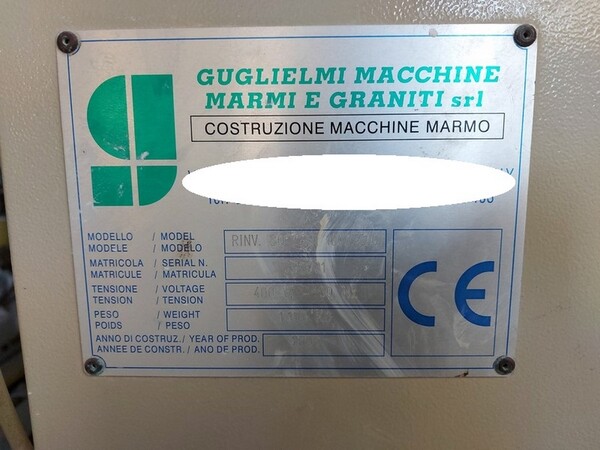 GUGLIELMI MACCHINE
MARMI E GRANITI srl
COSTRUZIONE MACCHINE MARMO
MODELLO / MODEL RINV.
MODELE / MODELO
MATRICOLA / SERIAL N.
MATRICULE / MATRICULA
TENSIONE / VOLTAGE
TENSION / TENSION
PESO / WEIGHT
POIDS / PESO
ANNO DI COSTRUZ. / YEAR OF PROD.
ANNEE DE CONSTR. / ANO DE PROD.
CE